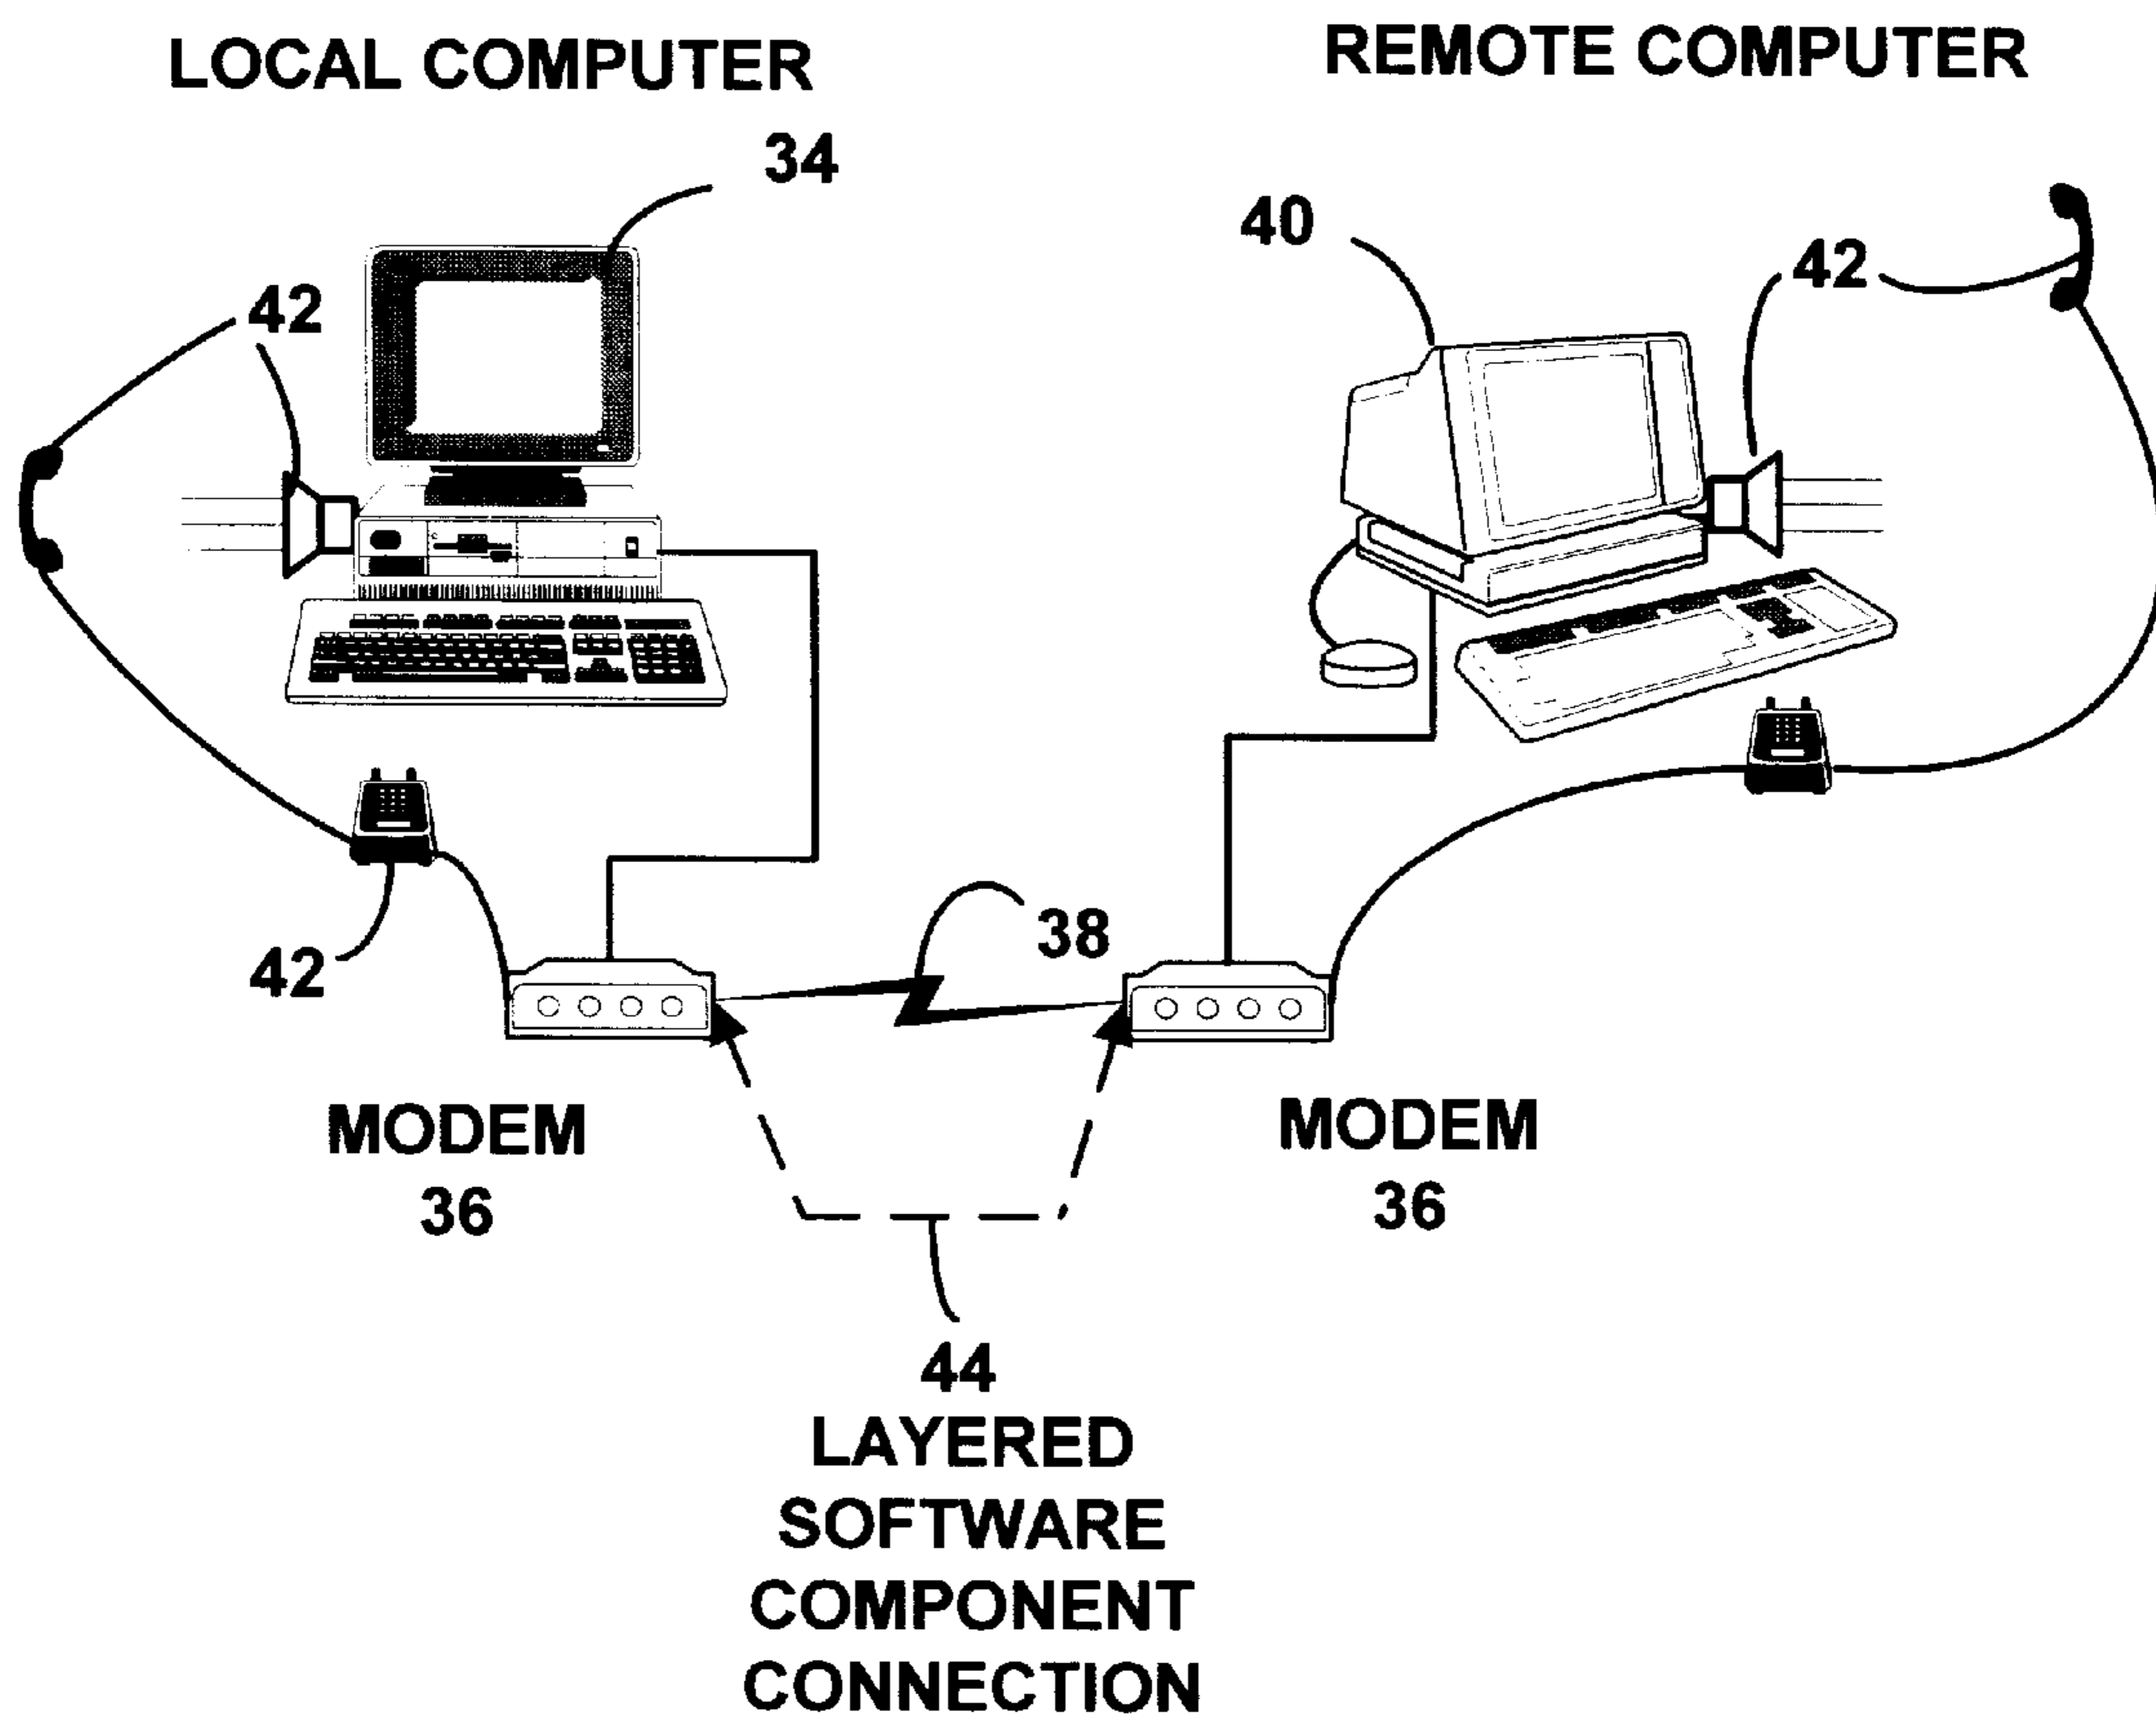 LOCAL COMPUTER
REMOTE COMPUTER
34
40
42
42
42
38
MODEM
36
MODEM
36
44
LAYERED
SOFTWARE
COMPONENT
CONNECTION